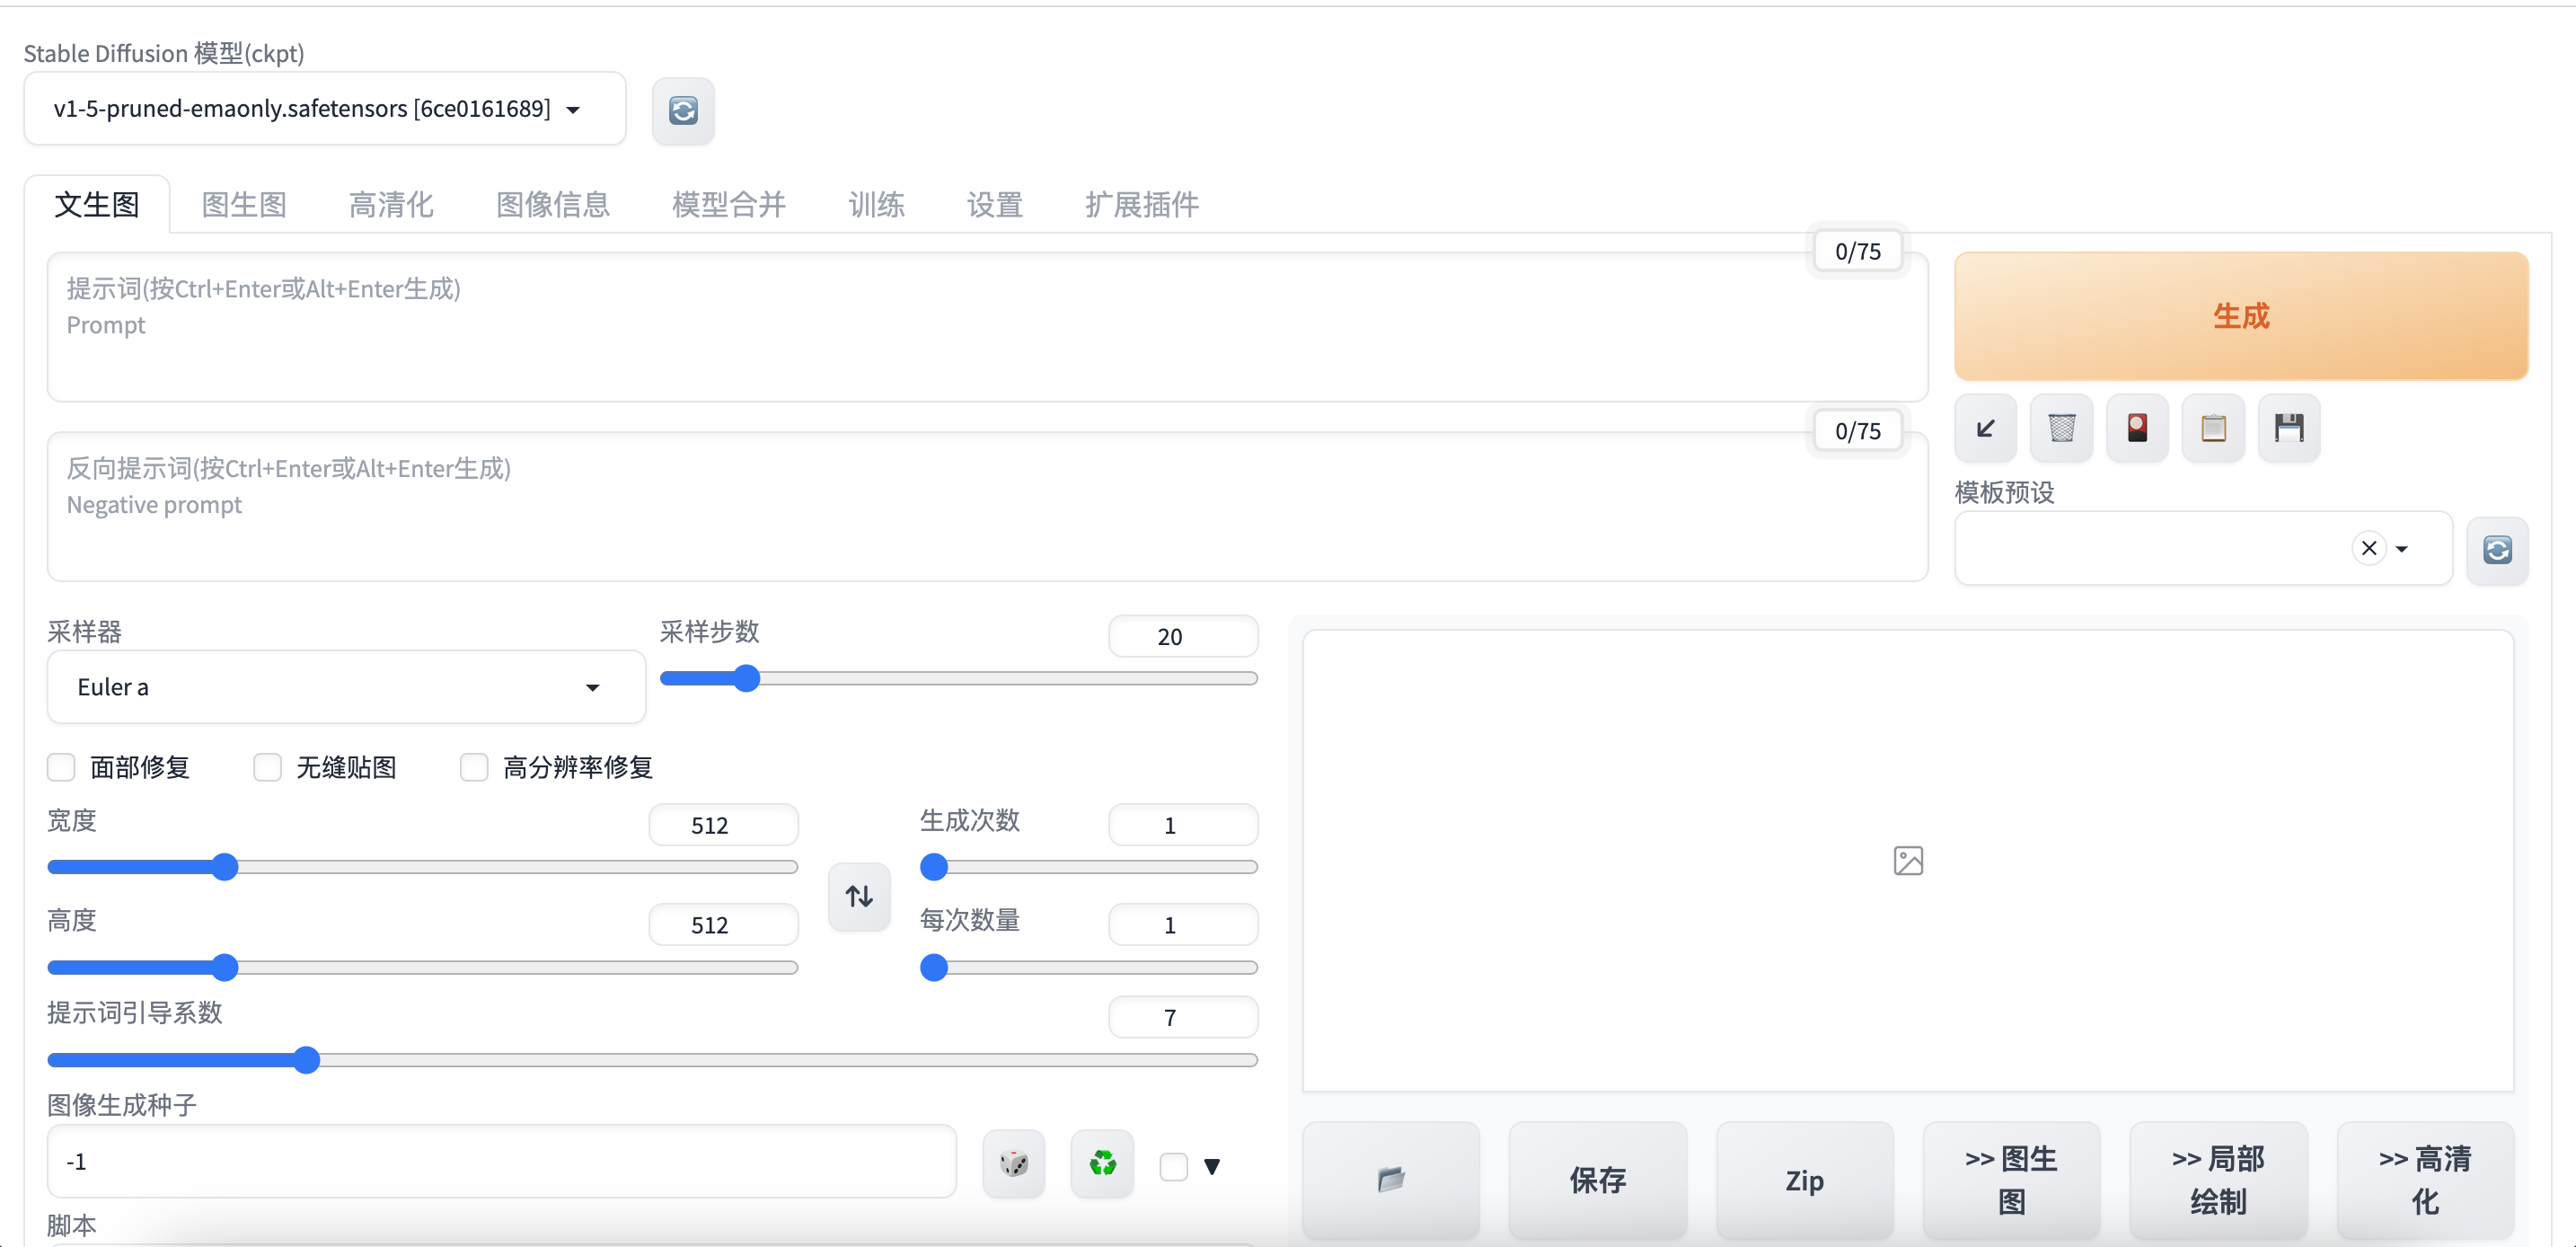 Stable Diffusion 模型(ckpt)
v1-5-pruned-emaonly.safetensors [6ce0161689]
文生图 图生图 高清化 图像信息 模型合并 训练 设置 扩展插件
0/75
提示词(按Ctrl+Enter或Alt+Enter生成)
Prompt
生成
0/75
反向提示词(按Ctrl+Enter或Alt+Enter生成)
Negative prompt
模板预设
采样器
Euler a
采样步数
20
面部修复 无缝贴图 高分辨率修复
宽度
512
高度
512
生成次数
1
每次数量
1
提示词引导系数
7
图像生成种子
-1
脚本
保存
Zip
>> 图生
图
>> 局部
绘制
>> 高清
化